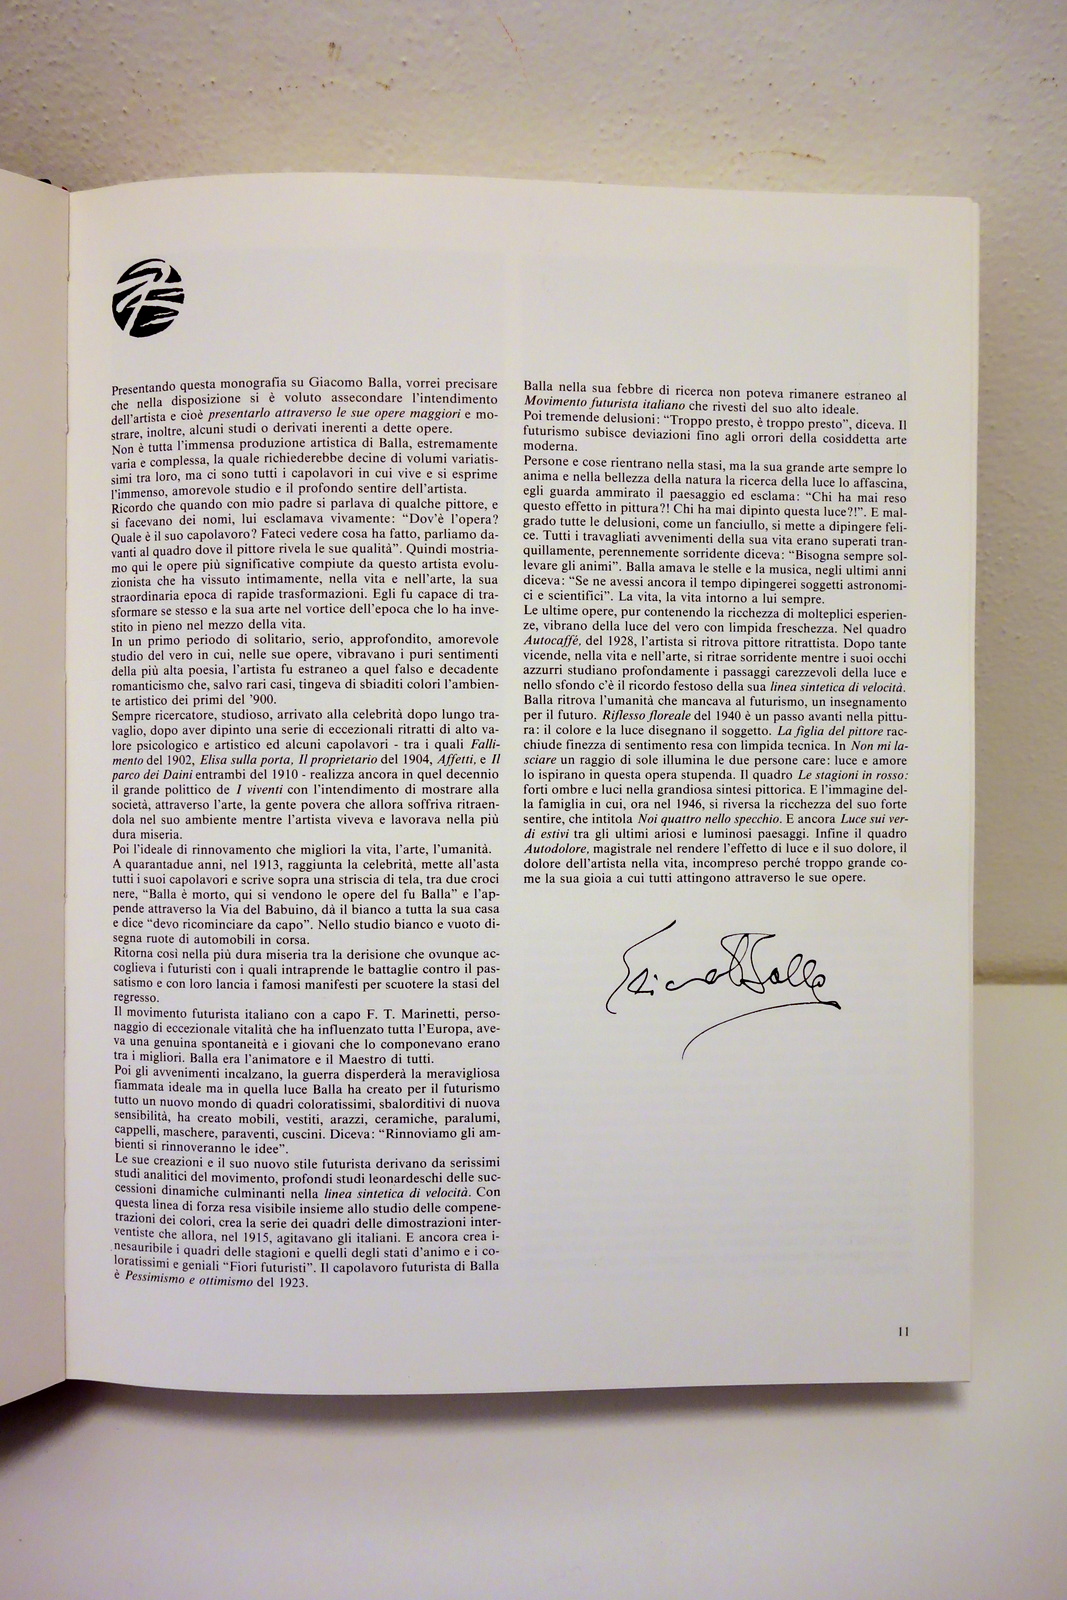 Presentando questa monografia su Giacomo Balla, vorrei precisare
che nella disposizione si è voluto assecondare l'intendimento
dell'artista e cioè presentarlo attraverso le sue opere maggiori e mo-
strare, inoltre, alcuni studi o derivati inerenti a dette opere.
Non è tutta l'immensa produzione artistica di Balla, estremamente
varia e complessa, la quale richiederebbe decine di volumi variatis-
simi tra loro, ma ci sono tutti i capolavori in cui vive e si esprime
l'immenso, amorevole studio e il profondo sentire dell'artista.
Ricordo che quando con mio padre si parlava di qualche pittore, e
si facevano dei nomi, lui esclamava vivamente: “Dov'è l'opera?
Quale è il suo capolavoro? Fateci vedere cosa ha fatto, parliamo da-
vanti al quadro dove il pittore rivela le sue qualità”. Quindi mostria-
mo qui le opere più significative compiute da questo artista evolu-
zionista che ha vissuto intimamente, nella vita e nell'arte, la sua
straordinaria epoca di rapide trasformazioni. Egli fu capace di tra-
sformare se stesso e la sua arte nel vortice dell'epoca che lo ha inve-
stito in pieno nel mezzo della vita.
In un primo periodo di solitario, serio, approfondito, amorevole
studio del vero in cui, nelle sue opere, vibravano i puri sentimenti
della più alta poesia, l'artista fu estraneo a quel falso e decadente
romanticismo che, salvo rari casi, tingeva di sbiaditi colori l'ambien-
te artistico dei primi del '900.
Sempre ricercatore, studioso, arrivato alla celebrità dopo lungo tra-
vaglio, dopo aver dipinto una serie di eccezionali ritratti di alto va-
lore psicologico e artistico ed alcuni capolavori - tra i quali Falli-
mento del 1902, Elisa sulla porta, Il proprietario del 1904, Affetti, e Il
parco dei Daini entrambi del 1910 - realizza ancora in quel decennio
il grande polittico de I viventi con l'intendimento di mostrare alla
società, attraverso l'arte, la gente povera che allora soffriva ritraen-
dola nel suo ambiente mentre l'artista viveva e lavorava nella più
dura miseria.
Poi l'ideale di rinnovamento che migliori la vita, l'arte, l'umanità.
A quarantadue anni, nel 1913, raggiunta la celebrità, mette all'asta
tutti i suoi capolavori e scrive sopra una striscia di tela, tra due croci
nere, “Balla è morto, qui si vendono le opere del fu Balla” e l'ap-
pende attraverso la Via del Babuino, dà il bianco a tutta la sua casa
e dice “devo ricominciare da capo”. Nello studio bianco e vuoto di-
segna ruote di automobili in corsa.
Ritorna così nella più dura miseria tra la derisione che ovunque ac-
coglieva i futuristi con i quali intraprende le battaglie contro il pas-
satismo e con loro lancia i famosi manifesti per scuotere la stasi del
regresso.
Il movimento futurista italiano con a capo F. T. Marinetti, perso-
naggio di eccezionale vitalità che ha influenzato tutta l'Europa, ave-
va una genuina spontaneità e i giovani che lo componevano erano
tra i migliori. Balla era l'animatore e il Maestro di tutti.
Poi gli avvenimenti incalzano, la guerra disperderà la meravigliosa
fiammata ideale ma in quella luce Balla ha creato per il futurismo
tutto un nuovo mondo di quadri coloratissimi, sbalorditivi di nuova
sensibilità, ha creato mobili, vestiti, arazzi, ceramiche, paralumi,
cappelli, maschere, paraventi, cuscini. Diceva: “Rinnoviamo gli am-
bienti si rinnoveranno le idee”.
Le sue creazioni e il suo nuovo stile futurista derivano da serissimi
studi analitici del movimento, profondi studi leonardeschi delle suc-
cessioni dinamiche culminanti nella linea sintetica di velocità. Con
questa linea di forza resa visibile insieme allo studio delle compene-
trazioni dei colori, crea la serie dei quadri delle dimostrazioni inter-
ventiste che allora, nel 1915, agitavano gli italiani. E ancora crea i-
nesauribile i quadri delle stagioni e quelli degli stati d'animo e i co-
loratissimi e geniali “Fiori futuristi”. Il capolavoro futurista di Balla
è Pessimismo e ottimismo del 1923.
Balla nella sua febbre di ricerca non poteva rimanere estraneo al
Movimento futurista italiano che rivestì del suo alto ideale.
Poi tremende delusioni: “Troppo presto, è troppo presto”, diceva. Il
futurismo subisce deviazioni fino agli orrori della cosiddetta arte
moderna.
Persone e cose rientrano nella stasi, ma la sua grande arte sempre lo
anima e nella bellezza della natura la ricerca della luce lo affascina,
egli guarda ammirato il paesaggio ed esclama: “Chi ha mai reso
questo effetto in pittura?! Chi ha mai dipinto questa luce?!”. E mal-
grado tutte le delusioni, come un fanciullo, si mette a dipingere feli-
ce. Tutti i travagliati avvenimenti della sua vita erano superati tran-
quillamente, perennemente sorridente diceva: “Bisogna sempre sol-
levare gli animi”. Balla amava le stelle e la musica, negli ultimi anni
diceva: “Se ne avessi ancora il tempo dipingerei soggetti astronomi-
ci e scientifici”. La vita, la vita intorno a lui sempre.
Le ultime opere, pur contenendo la ricchezza di molteplici esperien-
ze, vibrano della luce del vero con limpida freschezza. Nel quadro
Autocaffé, del 1928, l'artista si ritrova pittore ritrattista. Dopo tante
vicende, nella vita e nell'arte, si ritrae sorridente mentre i suoi occhi
azzurri studiano profondamente i passaggi carezzevoli della luce e
nello sfondo c'è il ricordo festoso della sua linea sintetica di velocità.
Balla ritrova l'umanità che mancava al futurismo, un insegnamento
per il futuro. Riflesso floreale del 1940 è un passo avanti nella pittu-
ra: il colore e la luce disegnano il soggetto. La figlia del pittore rac-
chiude finezza di sentimento resa con limpida tecnica. In Non mi la-
sciare un raggio di sole illumina le due persone care: luce e amore
lo ispirano in questa opera stupenda. Il quadro Le stagioni in rosso:
forti ombre e luci nella grandiosa sintesi pittorica. E l'immagine del-
la famiglia in cui, ora nel 1946, si riversa la ricchezza del suo forte
sentire, che intitola Noi quattro nello specchio. E ancora Luce sui ver-
di estivi tra gli ultimi ariosi e luminosi paesaggi. Infine il quadro
Autodolore, magistrale nel rendere l'effetto di luce e il suo dolore, il
dolore dell'artista nella vita, incompreso perché troppo grande co-
me la sua gioia a cui tutti attingono attraverso le sue opere.
Balla
11